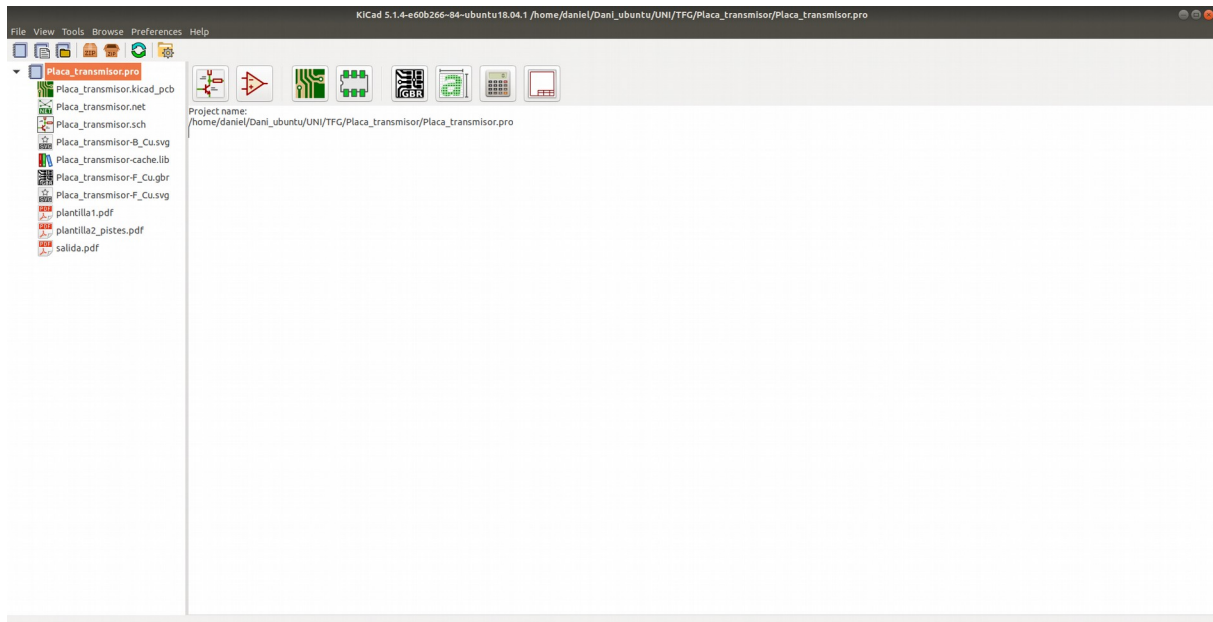 KiCad 5.1.4-e60b266~84~ubuntu18.04.1 /home/daniel/Dani_ubuntu/UNI/TFG/Placa_transmisor/Placa_transmisor.pro
File View Tools Browse Preferences Help
Placa_transmisor.pro
Placa_transmisor.kicad_pcb
Placa_transmisor.net
Placa_transmisor.sch
Placa_transmisor-B_Cu.svg
Placa_transmisor-cache.lib
Placa_transmisor-F_Cu.gbr
Placa_transmisor-F_Cu.svg
plantilla1.pdf
plantilla2_pistes.pdf
salida.pdf
GBR
a
Project name:
/home/daniel/Dani_ubuntu/UNI/TFG/Placa_transmisor/Placa_transmisor.pro